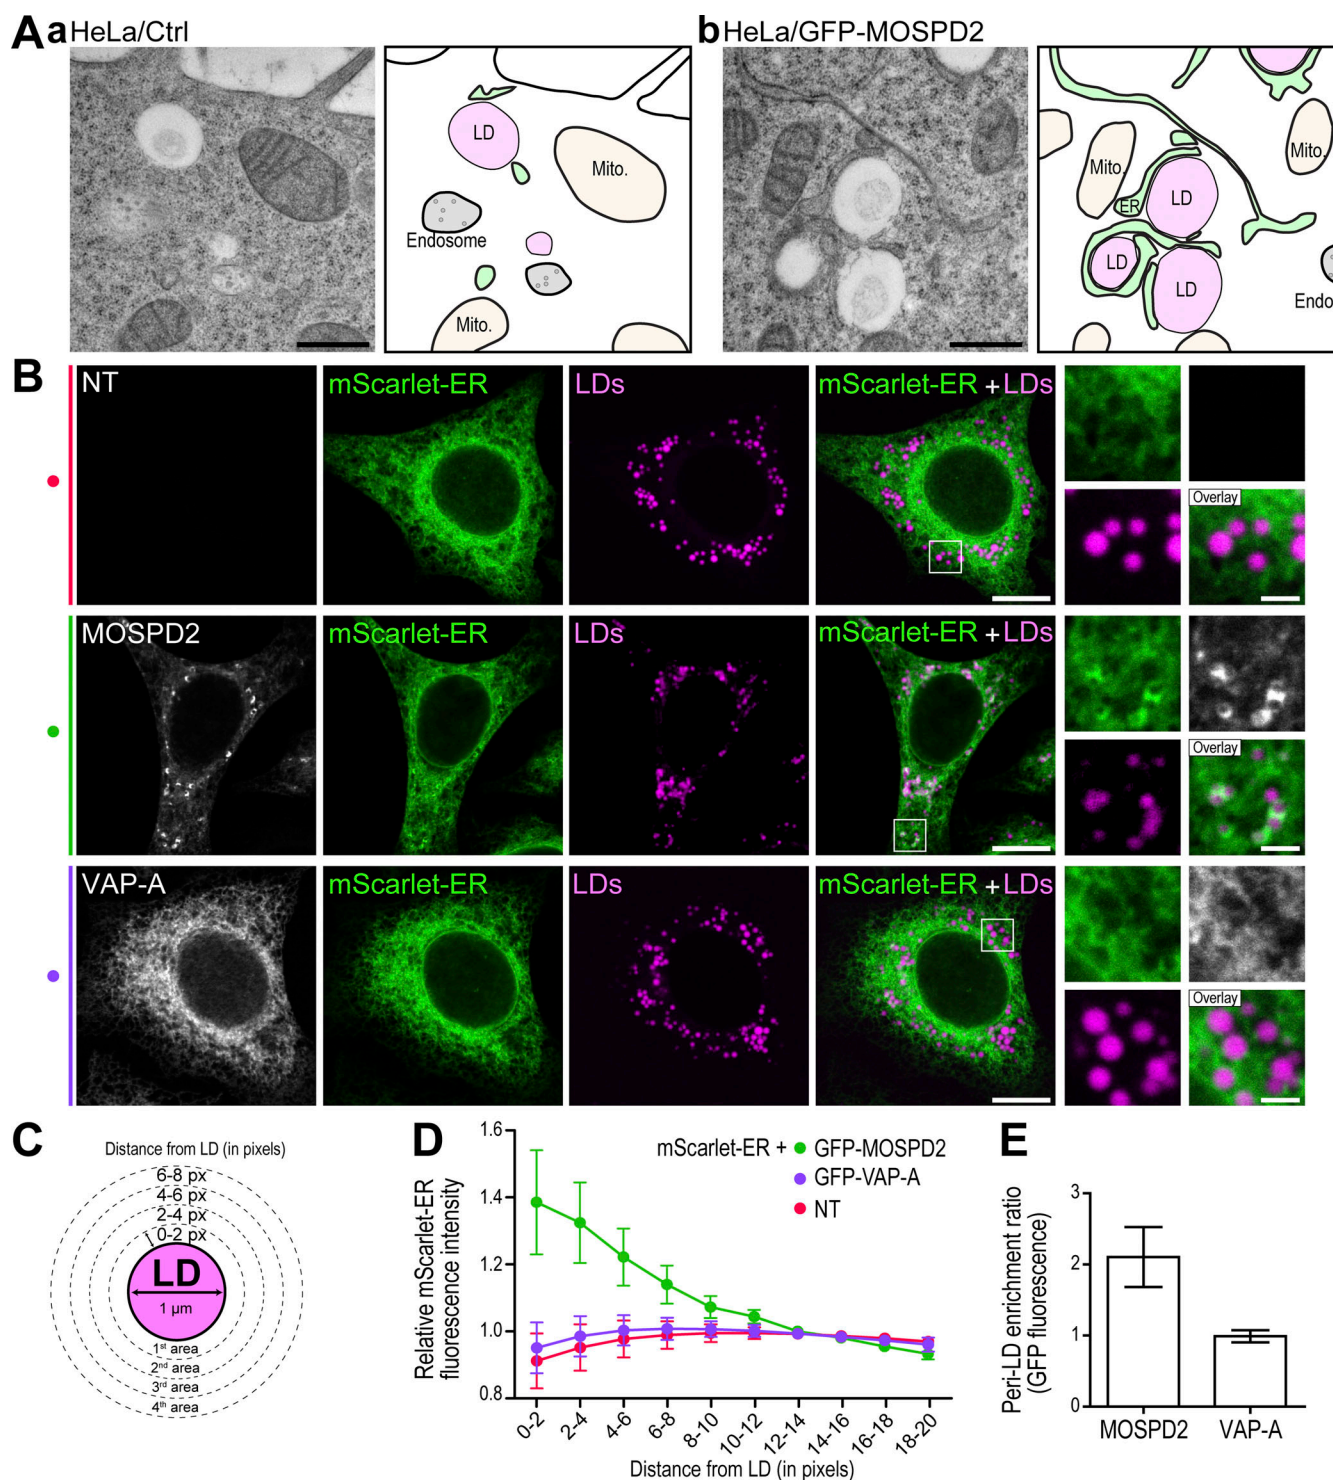 A a HeLa/Ctrl
LD
Mito.
Endosome
Mito.
b HeLa/GFP-MOSPD2
Mito.
ER
LD
LD
LD
Mito.
Endo
B
NT
mScarlet-ER
LDs
mScarlet-ER + LDs
Overlay
MOSPD2
mScarlet-ER
LDs
mScarlet-ER + LDs
Overlay
VAP-A
mScarlet-ER
LDs
mScarlet-ER + LDs
Overlay
C
Distance from LD (in pixels)
6-8 px
4-6 px
2-4 px
0-2 px
LD
1 µm
1st area
2nd area
3rd area
4th area
D
Relative mScarlet-ER
fluorescence intensity
1.6
1.4
1.2
1.0
0.8
mScarlet-ER + GFP-MOSPD2
GFP-VAP-A
NT
0-2 2-4 4-6 6-8 8-10 10-12 12-14 14-16 16-18 18-20
Distance from LD (in pixels)
E
Peri-LD enrichment ratio
(GFP fluorescence)
3
2
1
0
MOSPD2 VAP-A